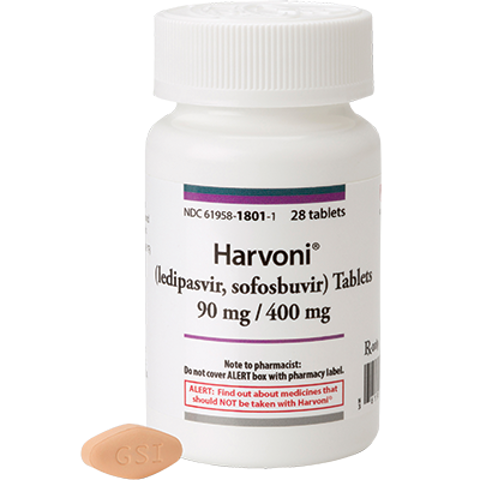 NDC 61958-1801-1 28 tablets
Harvoni®
(ledipasvir, sofosbuvir) Tablets
90 mg / 400 mg
Note to pharmacist:
Do not cover ALERT box with pharmacy label.
ALERT: Find out about medicines that
should NOT be taken with Harvoni®
GSI